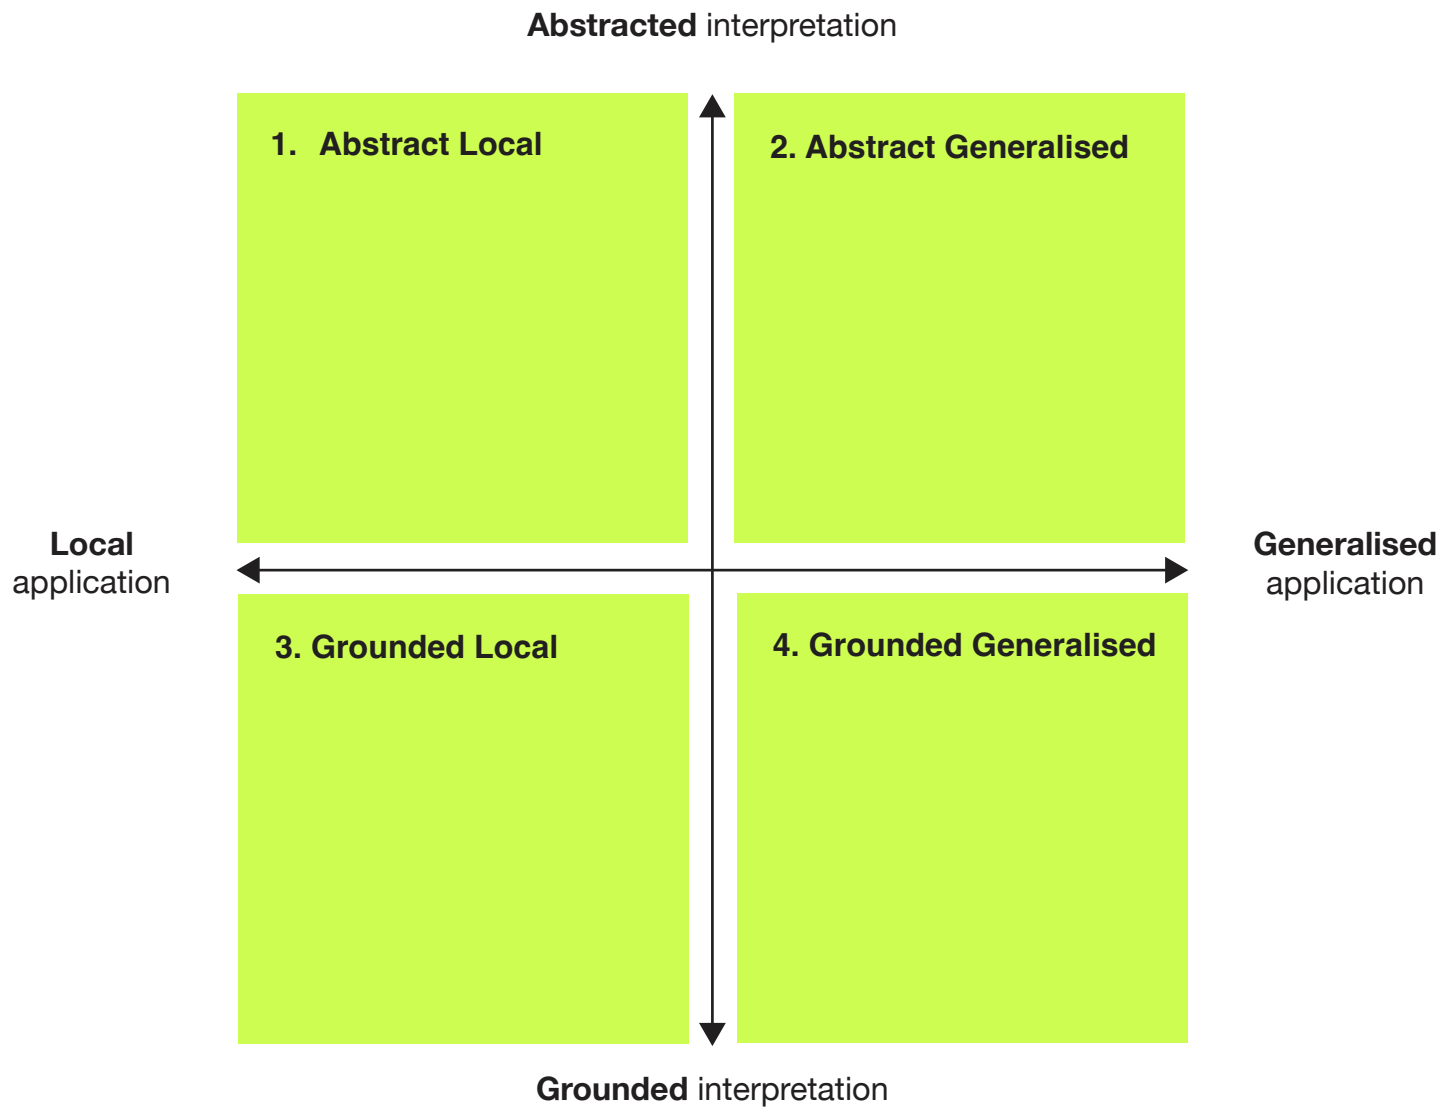 Abstracted interpretation
1. Abstract Local
2. Abstract Generalised
Local
application
Generalised
application
3. Grounded Local
4. Grounded Generalised
Grounded interpretation